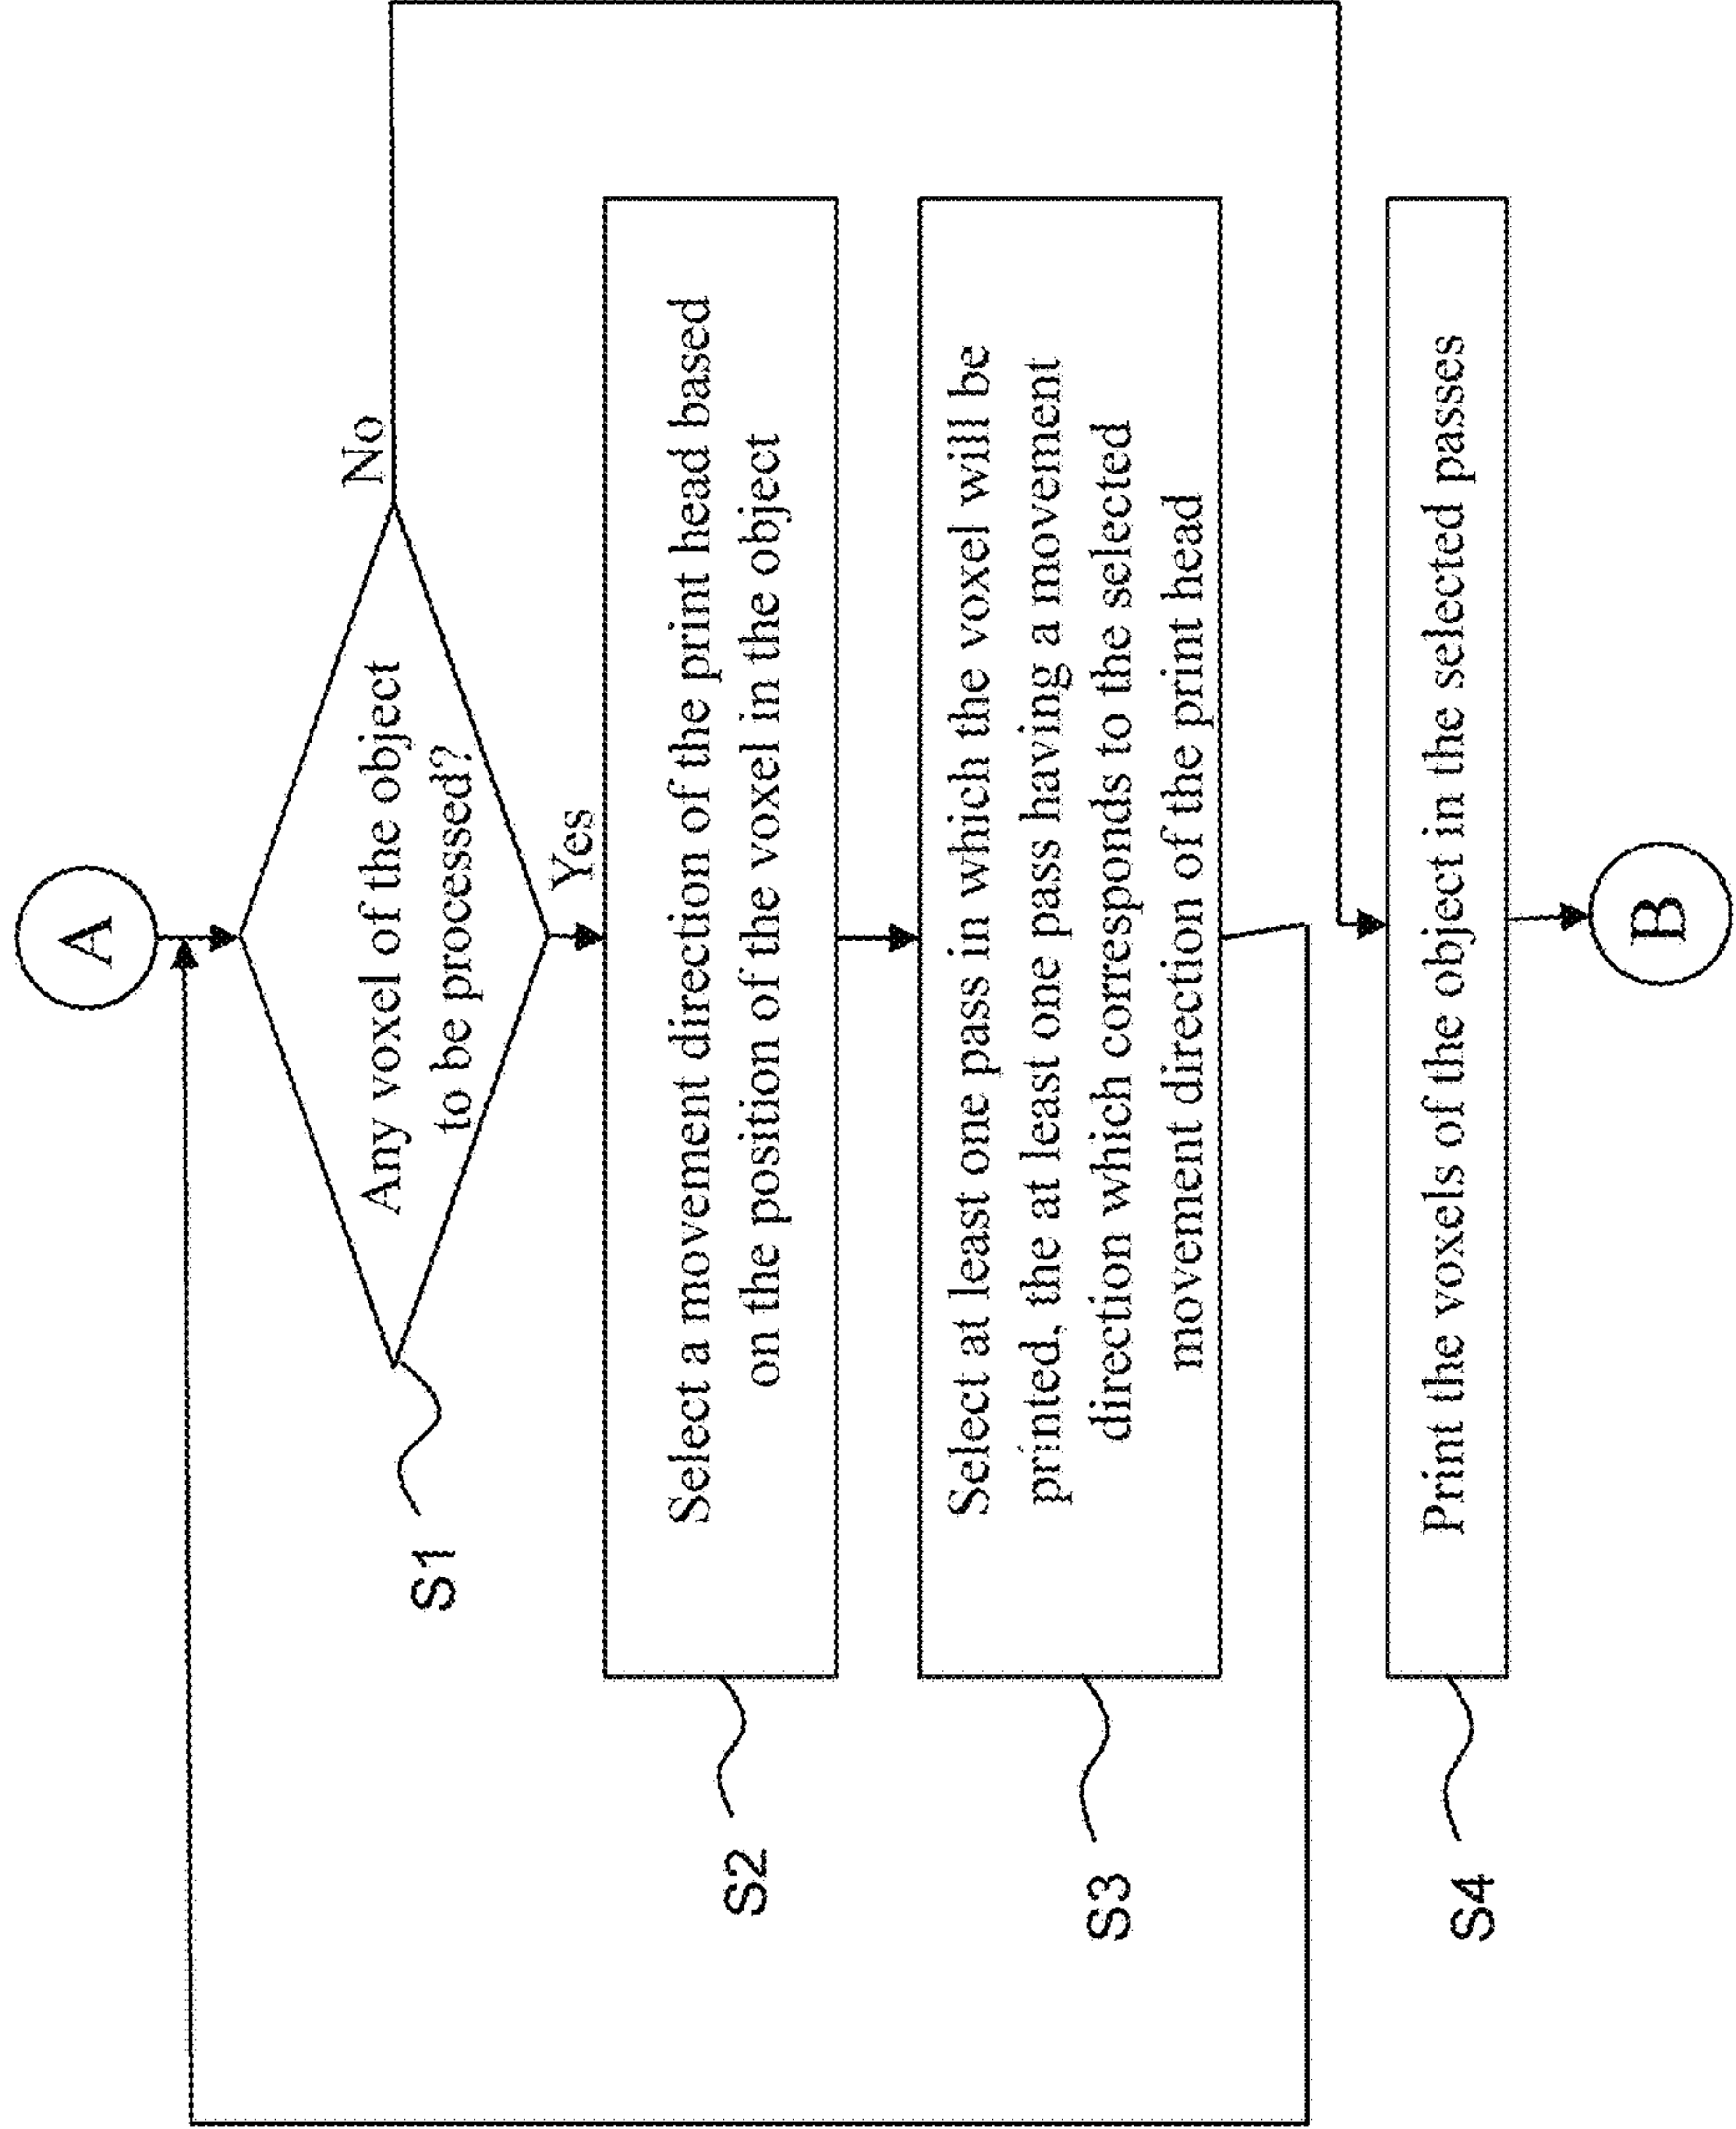 A
Any voxel of the object
to be processed?
No
Yes
S1
Select a movement direction of the print head based
on the position of the voxel in the object
S2
Select at least one pass in which the voxel will be
printed, the at least one pass having a movement
direction which corresponds to the selected
movement direction of the print head
S3
Print the voxels of the object in the selected passes
S4
B